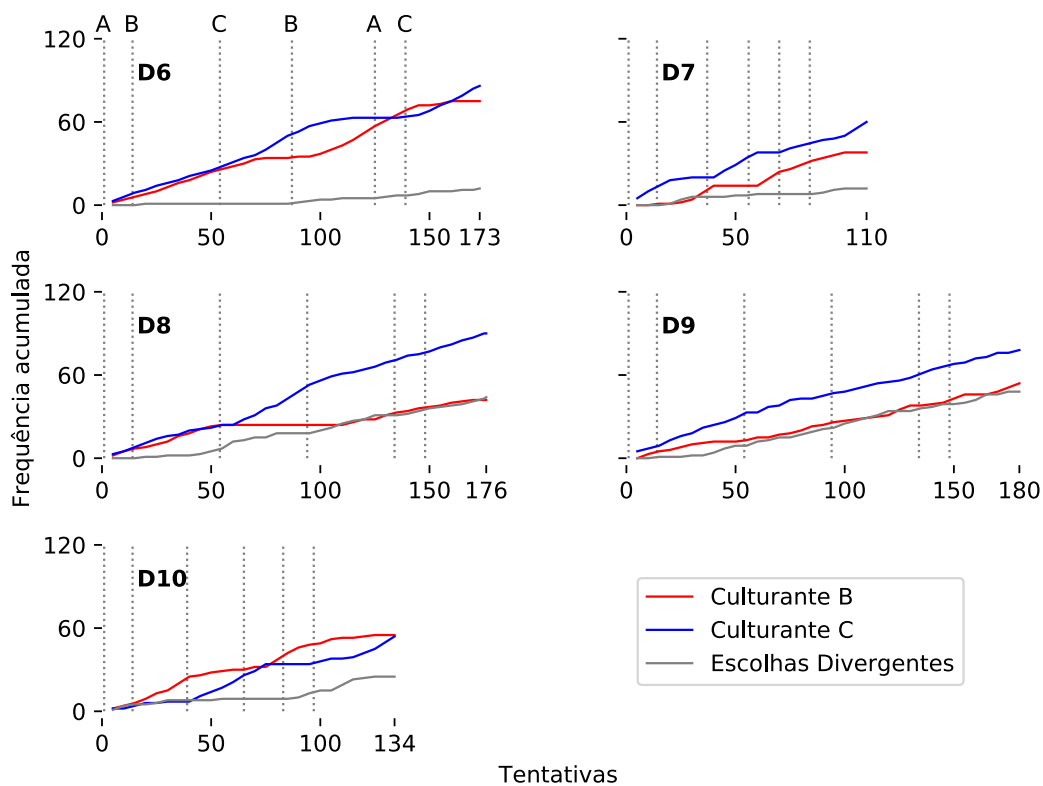 A B C B A C
120
60
0
D6
D7
0 50 100 150 173
0 50 110
Frequência acumulada
120
60
0
D8
D9
0 50 100 150 176
0 50 100 150 180
120
60
0
D10
Culturante B
Culturante C
Escolhas Divergentes
0 50 100 134
Tentativas